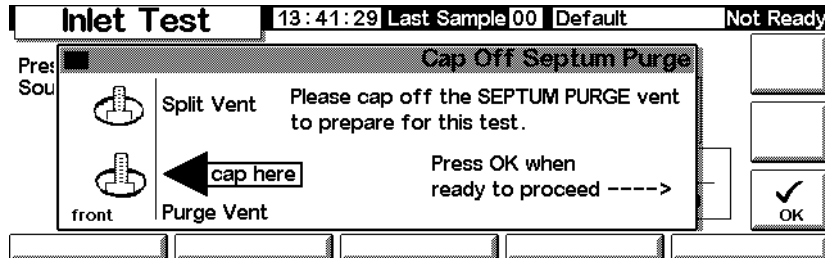 Inlet Test
13:41:29 Last Sample 00 Default
Not Ready
Cap Off Septum Purge
Pres
Sou
Split Vent
Please cap off the SEPTUM PURGE vent
to prepare for this test.
cap here
Press OK when
ready to proceed ---->
front
Purge Vent
OK